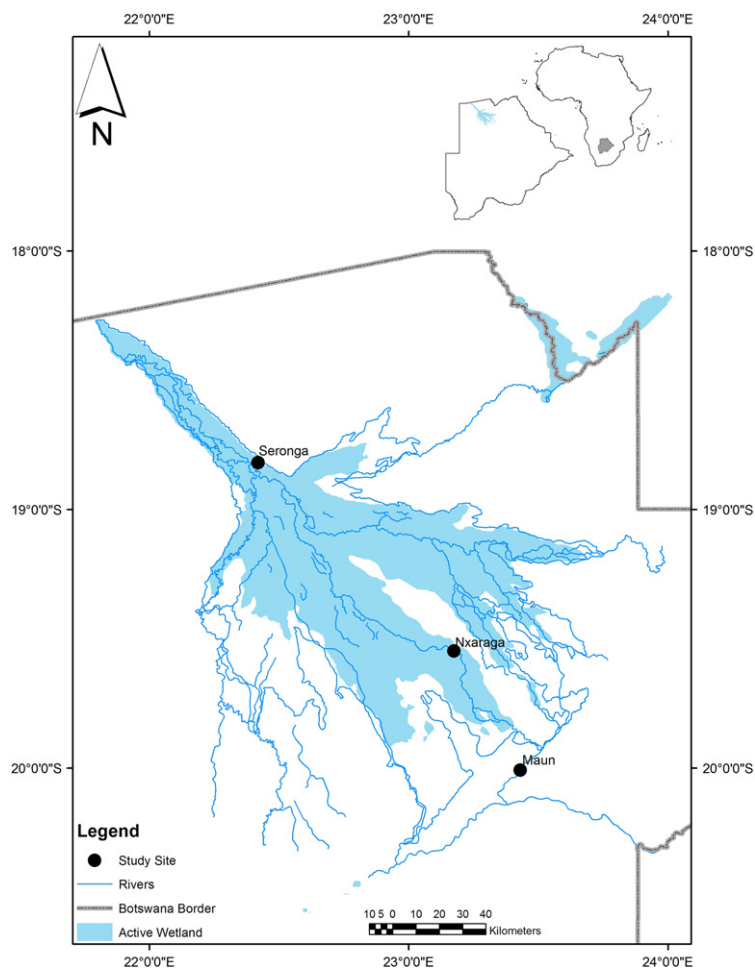 22°0'0"E 23°0'0"E 24°0'0"E
N
18°0'0"S 18°0'0"S
Seronga
19°0'0"S 19°0'0"S
Nxaraga
20°0'0"S 20°0'0"S
Maun
Legend
Study Site
Rivers
Botswana Border
Active Wetland
10 5 0 10 20 30 40
Kilometers
22°0'0"E 23°0'0"E 24°0'0"E